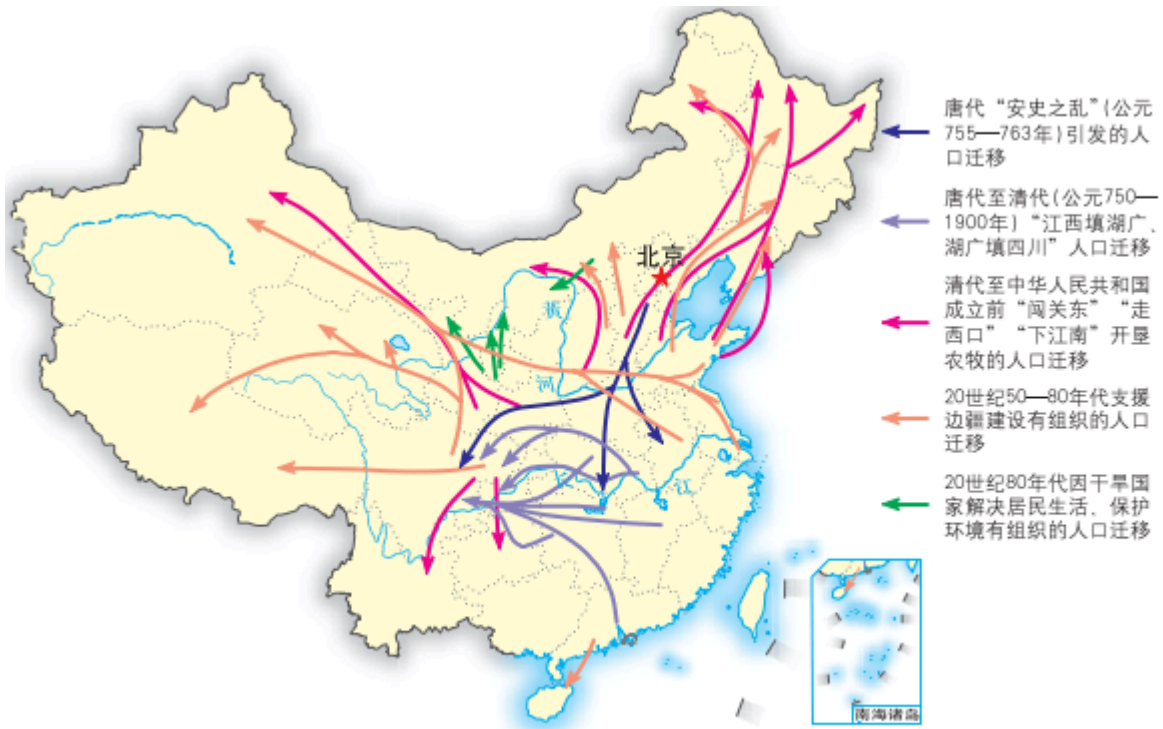 北京
黄
河
江
唐代“安史之乱”(公元
755—763年)引发的人
口迁移
唐代至清代(公元750—
1900年)“江西填湖广、
湖广填四川”人口迁移
清代至中华人民共和国
成立前“闯关东”“走
西口”“下江南”开垦
农牧的人口迁移
20世纪50—80年代支援
边疆建设有组织的人口
迁移
20世纪80年代因干旱国
家解决居民生活、保护
环境有组织的人口迁移
南海诸岛